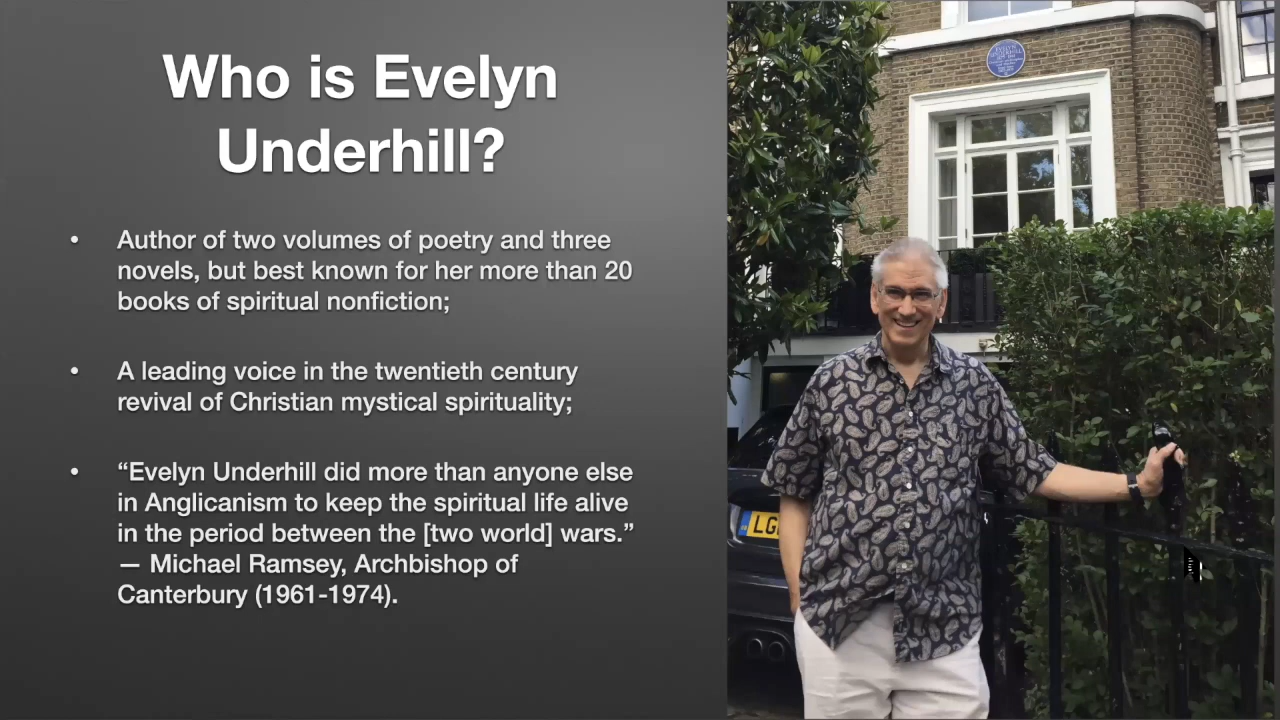 Who is Evelyn
Underhill?
• Author of two volumes of poetry and three
novels, but best known for her more than 20
books of spiritual nonfiction;
• A leading voice in the twentieth century
revival of Christian mystical spirituality;
• “Evelyn Underhill did more than anyone else
in Anglicanism to keep the spiritual life alive
in the period between the [two world] wars.”
— Michael Ramsey, Archbishop of
Canterbury (1961-1974).
EVELYN
UNDERHILL
LG